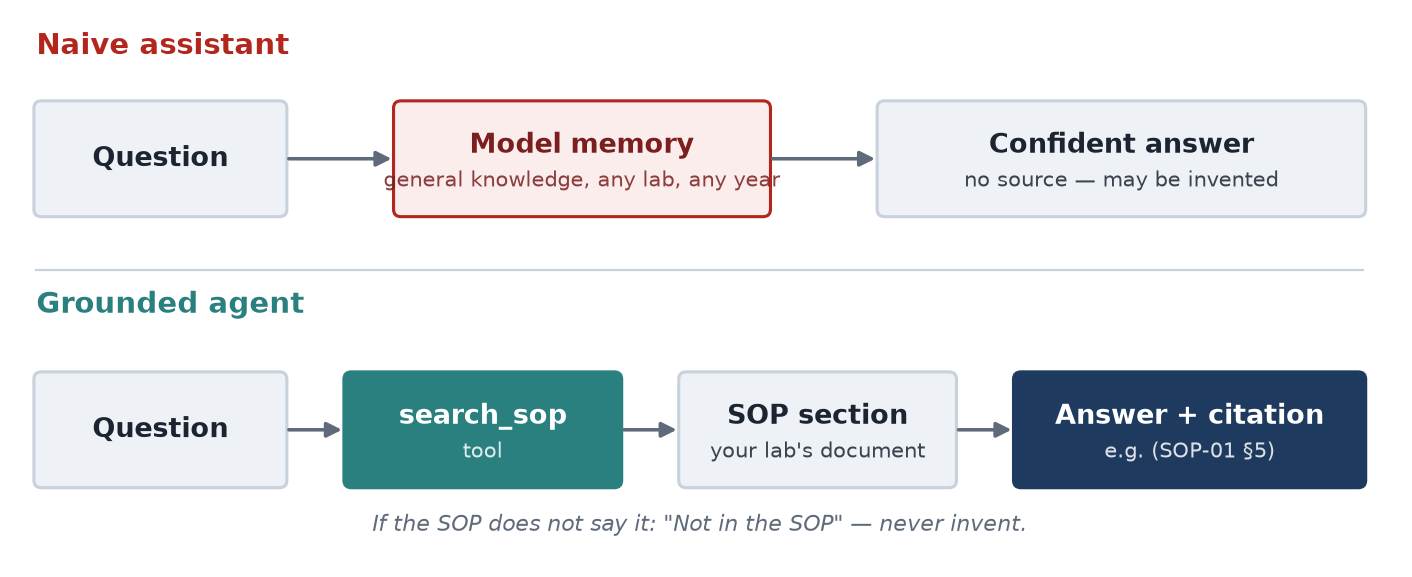 Naive assistant
Question
Model memory
general knowledge, any lab, any year
Confident answer
no source — may be invented
Grounded agent
Question
search_sop
tool
SOP section
your lab's document
Answer + citation
e.g. (SOP-01 §5)
If the SOP does not say it: "Not in the SOP" — never invent.